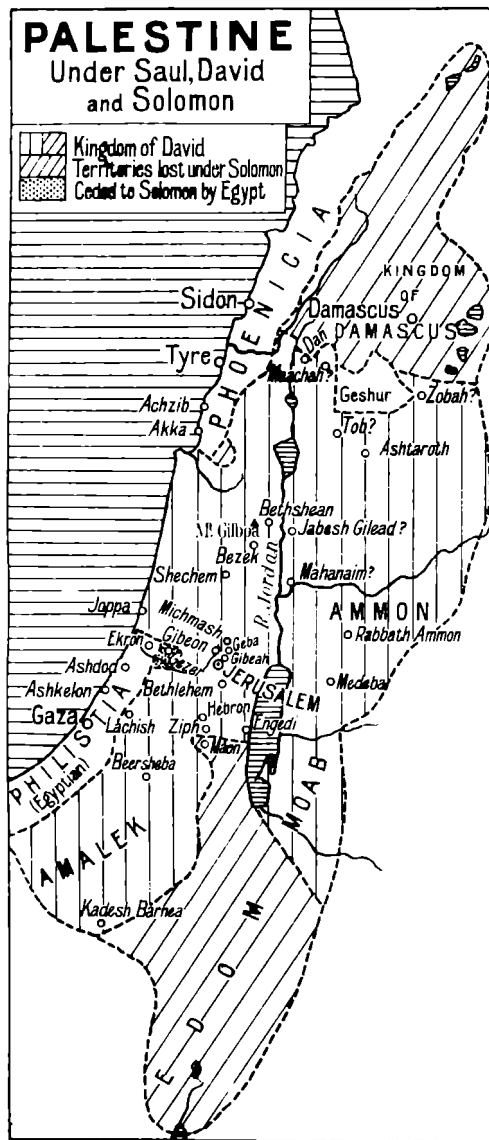 PALESTINE
Under Saul, David
and Solomon
Kingdom of David
Territories lost under Solomon
Ceded to Solomon by Egypt
PHOENICIA
KINGDOM
OF
Damascus
DAMASCUS
Sidon
Dan
Tyre
Maachah?
Geshur
Zobah?
Achzib
Akka
Tob?
Ashtaroth
Bethshean
Mt. Gilboa
Jabesh Gilead?
Bezek
R. Jordan
Shechem
Mahanaim?
Joppa
Michmash
AMMON
Ekron
Gibeon
Geba
Rabbath Ammon
Gezer
Gibeah
Ashdod
JERUSALEM
Ashkelon
Bethlehem
Medeba
Gaza
Hebron
Lachish
Ziph
Engedi
PHILISTIA
(Egyptian)
Maon
Beersheba
MOAB
AMALEK
Kadesh Barnea
EDOM